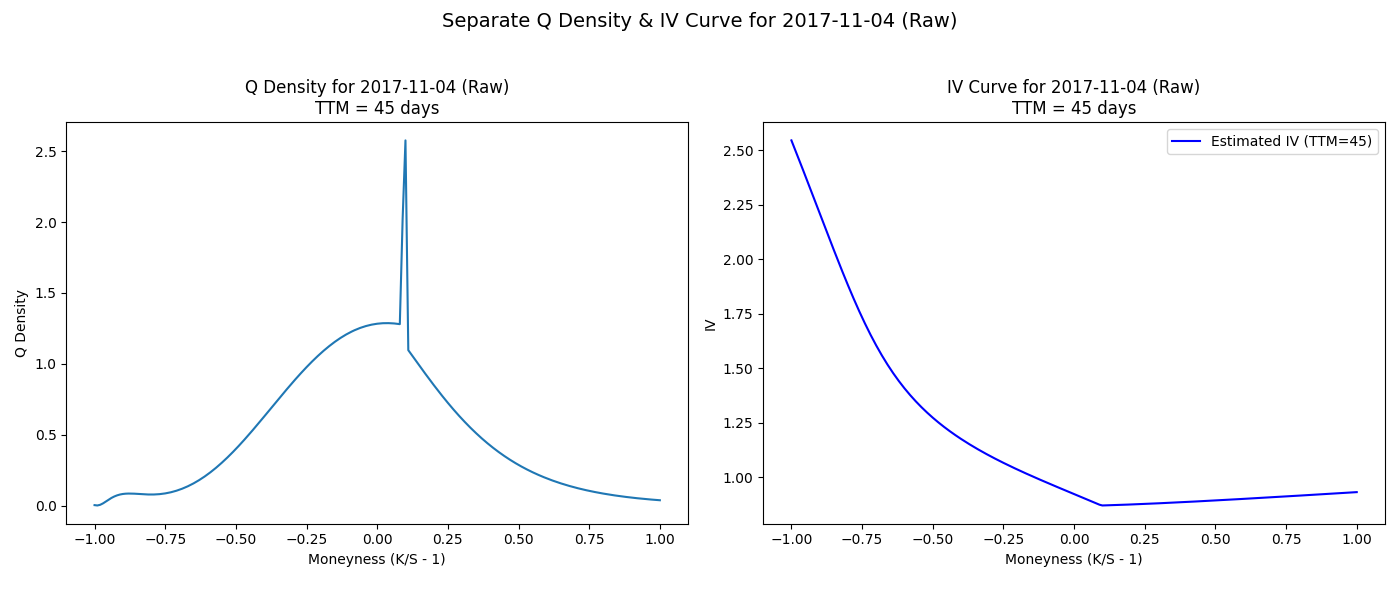 Separate Q Density & IV Curve for 2017-11-04 (Raw)
Q Density for 2017-11-04 (Raw)
TTM = 45 days
Q Density
2.5
2.0
1.5
1.0
0.5
0.0
−1.00 −0.75 −0.50 −0.25 0.00 0.25 0.50 0.75 1.00
Moneyness (K/S - 1)
IV Curve for 2017-11-04 (Raw)
TTM = 45 days
Estimated IV (TTM=45)
IV
2.50
2.25
2.00
1.75
1.50
1.25
1.00
−1.00 −0.75 −0.50 −0.25 0.00 0.25 0.50 0.75 1.00
Moneyness (K/S - 1)